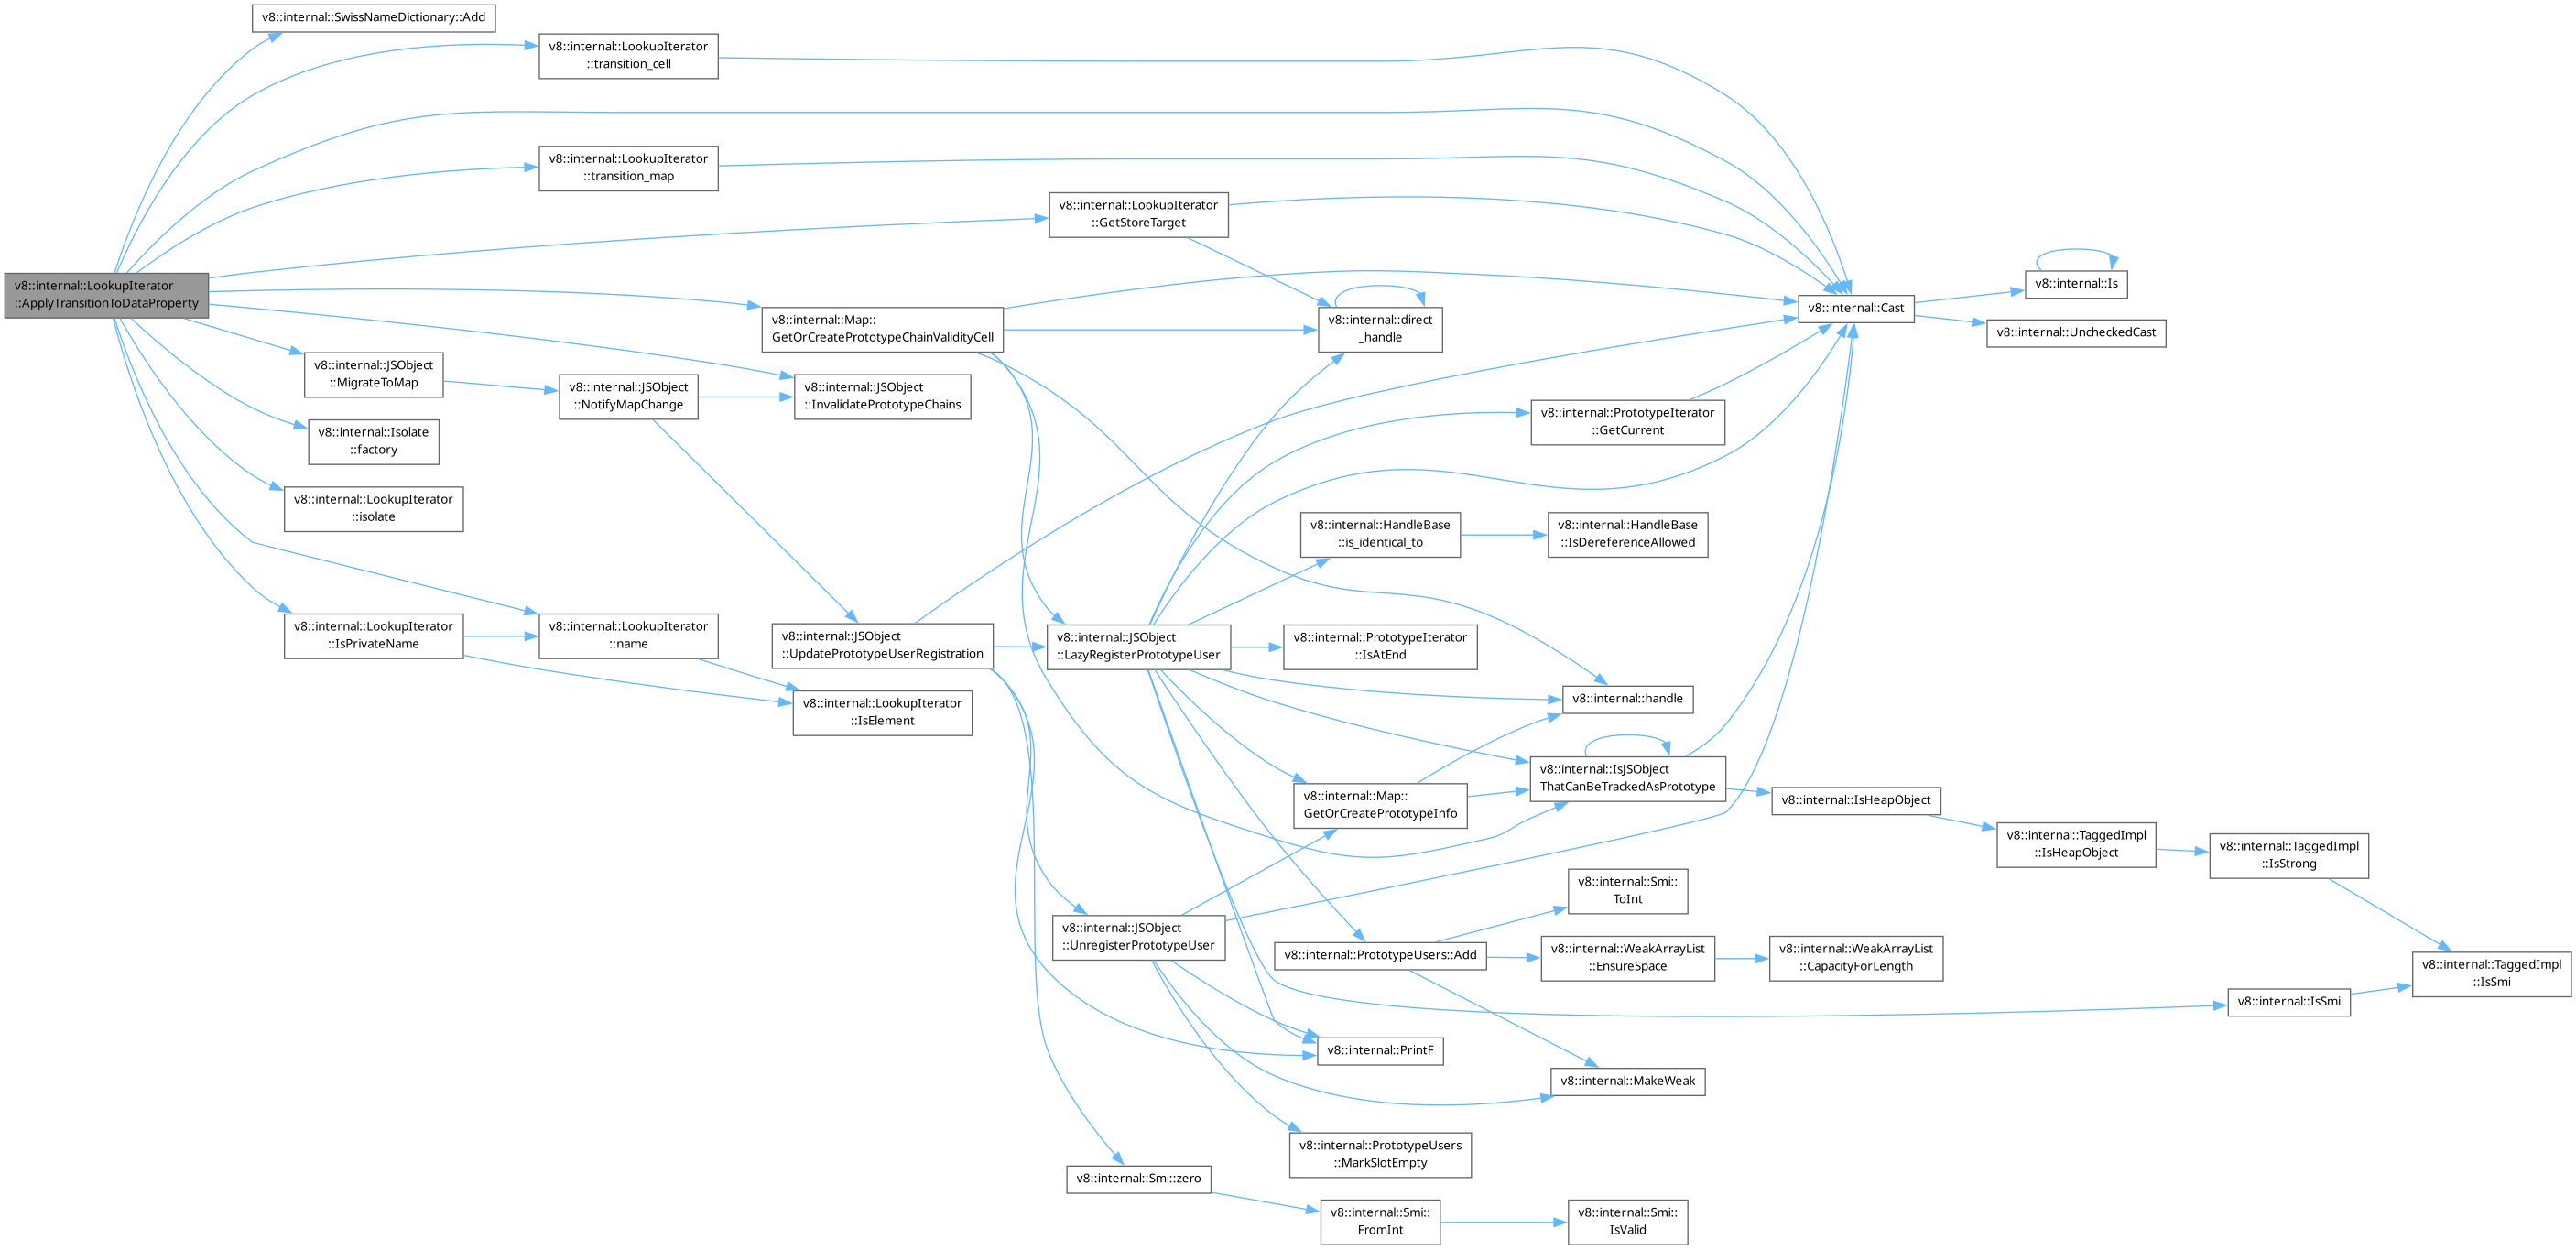 v8::internal::SwissNameDictionary::Add
v8::internal::LookupIterator
::transition_cell
v8::internal::LookupIterator
::transition_map
v8::internal::LookupIterator
::GetStoreTarget
v8::internal::Is
v8::internal::LookupIterator
::ApplyTransitionToDataProperty
v8::internal::Cast
v8::internal::Map::
GetOrCreatePrototypeChainValidityCell
v8::internal::direct
_handle
v8::internal::UncheckedCast
v8::internal::JSObject
::MigrateToMap
v8::internal::JSObject
::NotifyMapChange
v8::internal::JSObject
::InvalidatePrototypeChains
v8::internal::PrototypeIterator
::GetCurrent
v8::internal::Isolate
::factory
v8::internal::LookupIterator
::isolate
v8::internal::HandleBase
::is_identical_to
v8::internal::HandleBase
::IsDereferenceAllowed
v8::internal::LookupIterator
::IsPrivateName
v8::internal::LookupIterator
::name
v8::internal::JSObject
::UpdatePrototypeUserRegistration
v8::internal::JSObject
::LazyRegisterPrototypeUser
v8::internal::PrototypeIterator
::IsAtEnd
v8::internal::LookupIterator
::IsElement
v8::internal::handle
v8::internal::IsJSObject
ThatCanBeTrackedAsPrototype
v8::internal::Map::
GetOrCreatePrototypeInfo
v8::internal::IsHeapObject
v8::internal::TaggedImpl
::IsHeapObject
v8::internal::TaggedImpl
::IsStrong
v8::internal::Smi::
ToInt
v8::internal::JSObject
::UnregisterPrototypeUser
v8::internal::PrototypeUsers::Add
v8::internal::WeakArrayList
::EnsureSpace
v8::internal::WeakArrayList
::CapacityForLength
v8::internal::TaggedImpl
::IsSmi
v8::internal::IsSmi
v8::internal::PrintF
v8::internal::MakeWeak
v8::internal::PrototypeUsers
::MarkSlotEmpty
v8::internal::Smi::zero
v8::internal::Smi::
FromInt
v8::internal::Smi::
IsValid